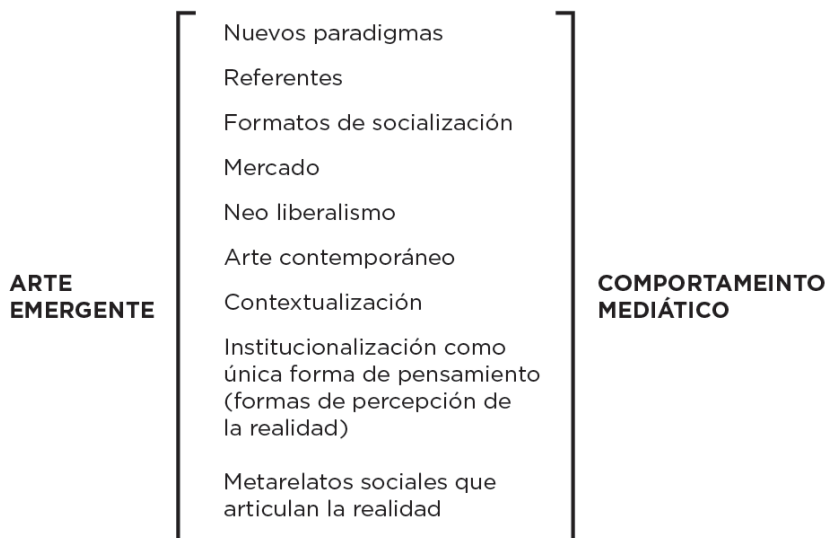 Nuevos paradigmas
Referentes
Formatos de socialización
Mercado
Neo liberalismo
Arte contemporáneo
ARTE
EMERGENTE
Contextualización
Institucionalización como
única forma de pensamiento
(formas de percepción de
la realidad)
Metarelatos sociales que
articulan la realidad
COMPORTAMEINTO
MEDIÁTICO